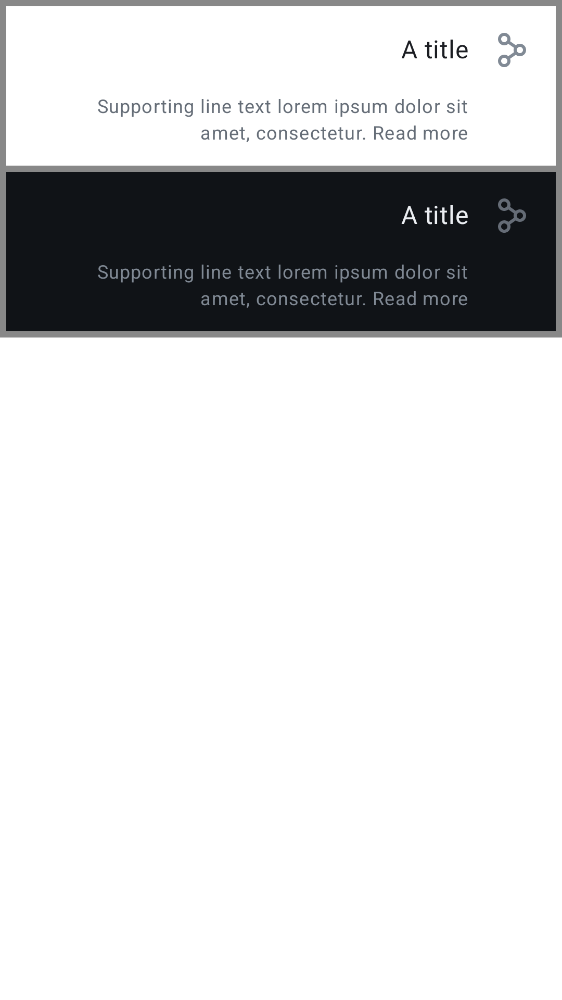 A title
Supporting line text lorem ipsum dolor sit
amet, consectetur. Read more
A title
Supporting line text lorem ipsum dolor sit
amet, consectetur. Read more